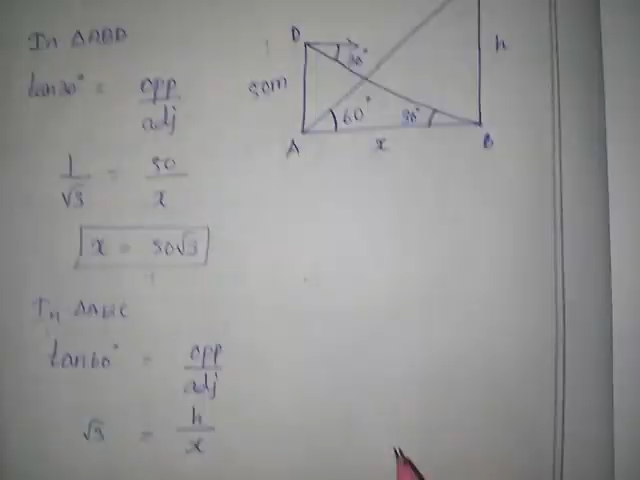 In ΔABD
tan30° = opp
adj
1 = 50
√3 x
x = 50√3
In ΔABC
tan60° = opp
adj
√3 = h
x
D
30°
50m
60°
30°
A
x
B
h